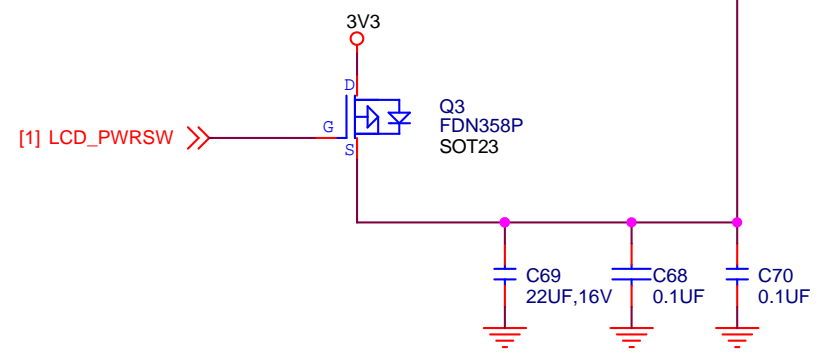 3V3
D
Q3
G
FDN358P
[1] LCD_PWRSW
SOT23
S
C69
C68
C70
22UF,16V
0.1UF
0.1UF